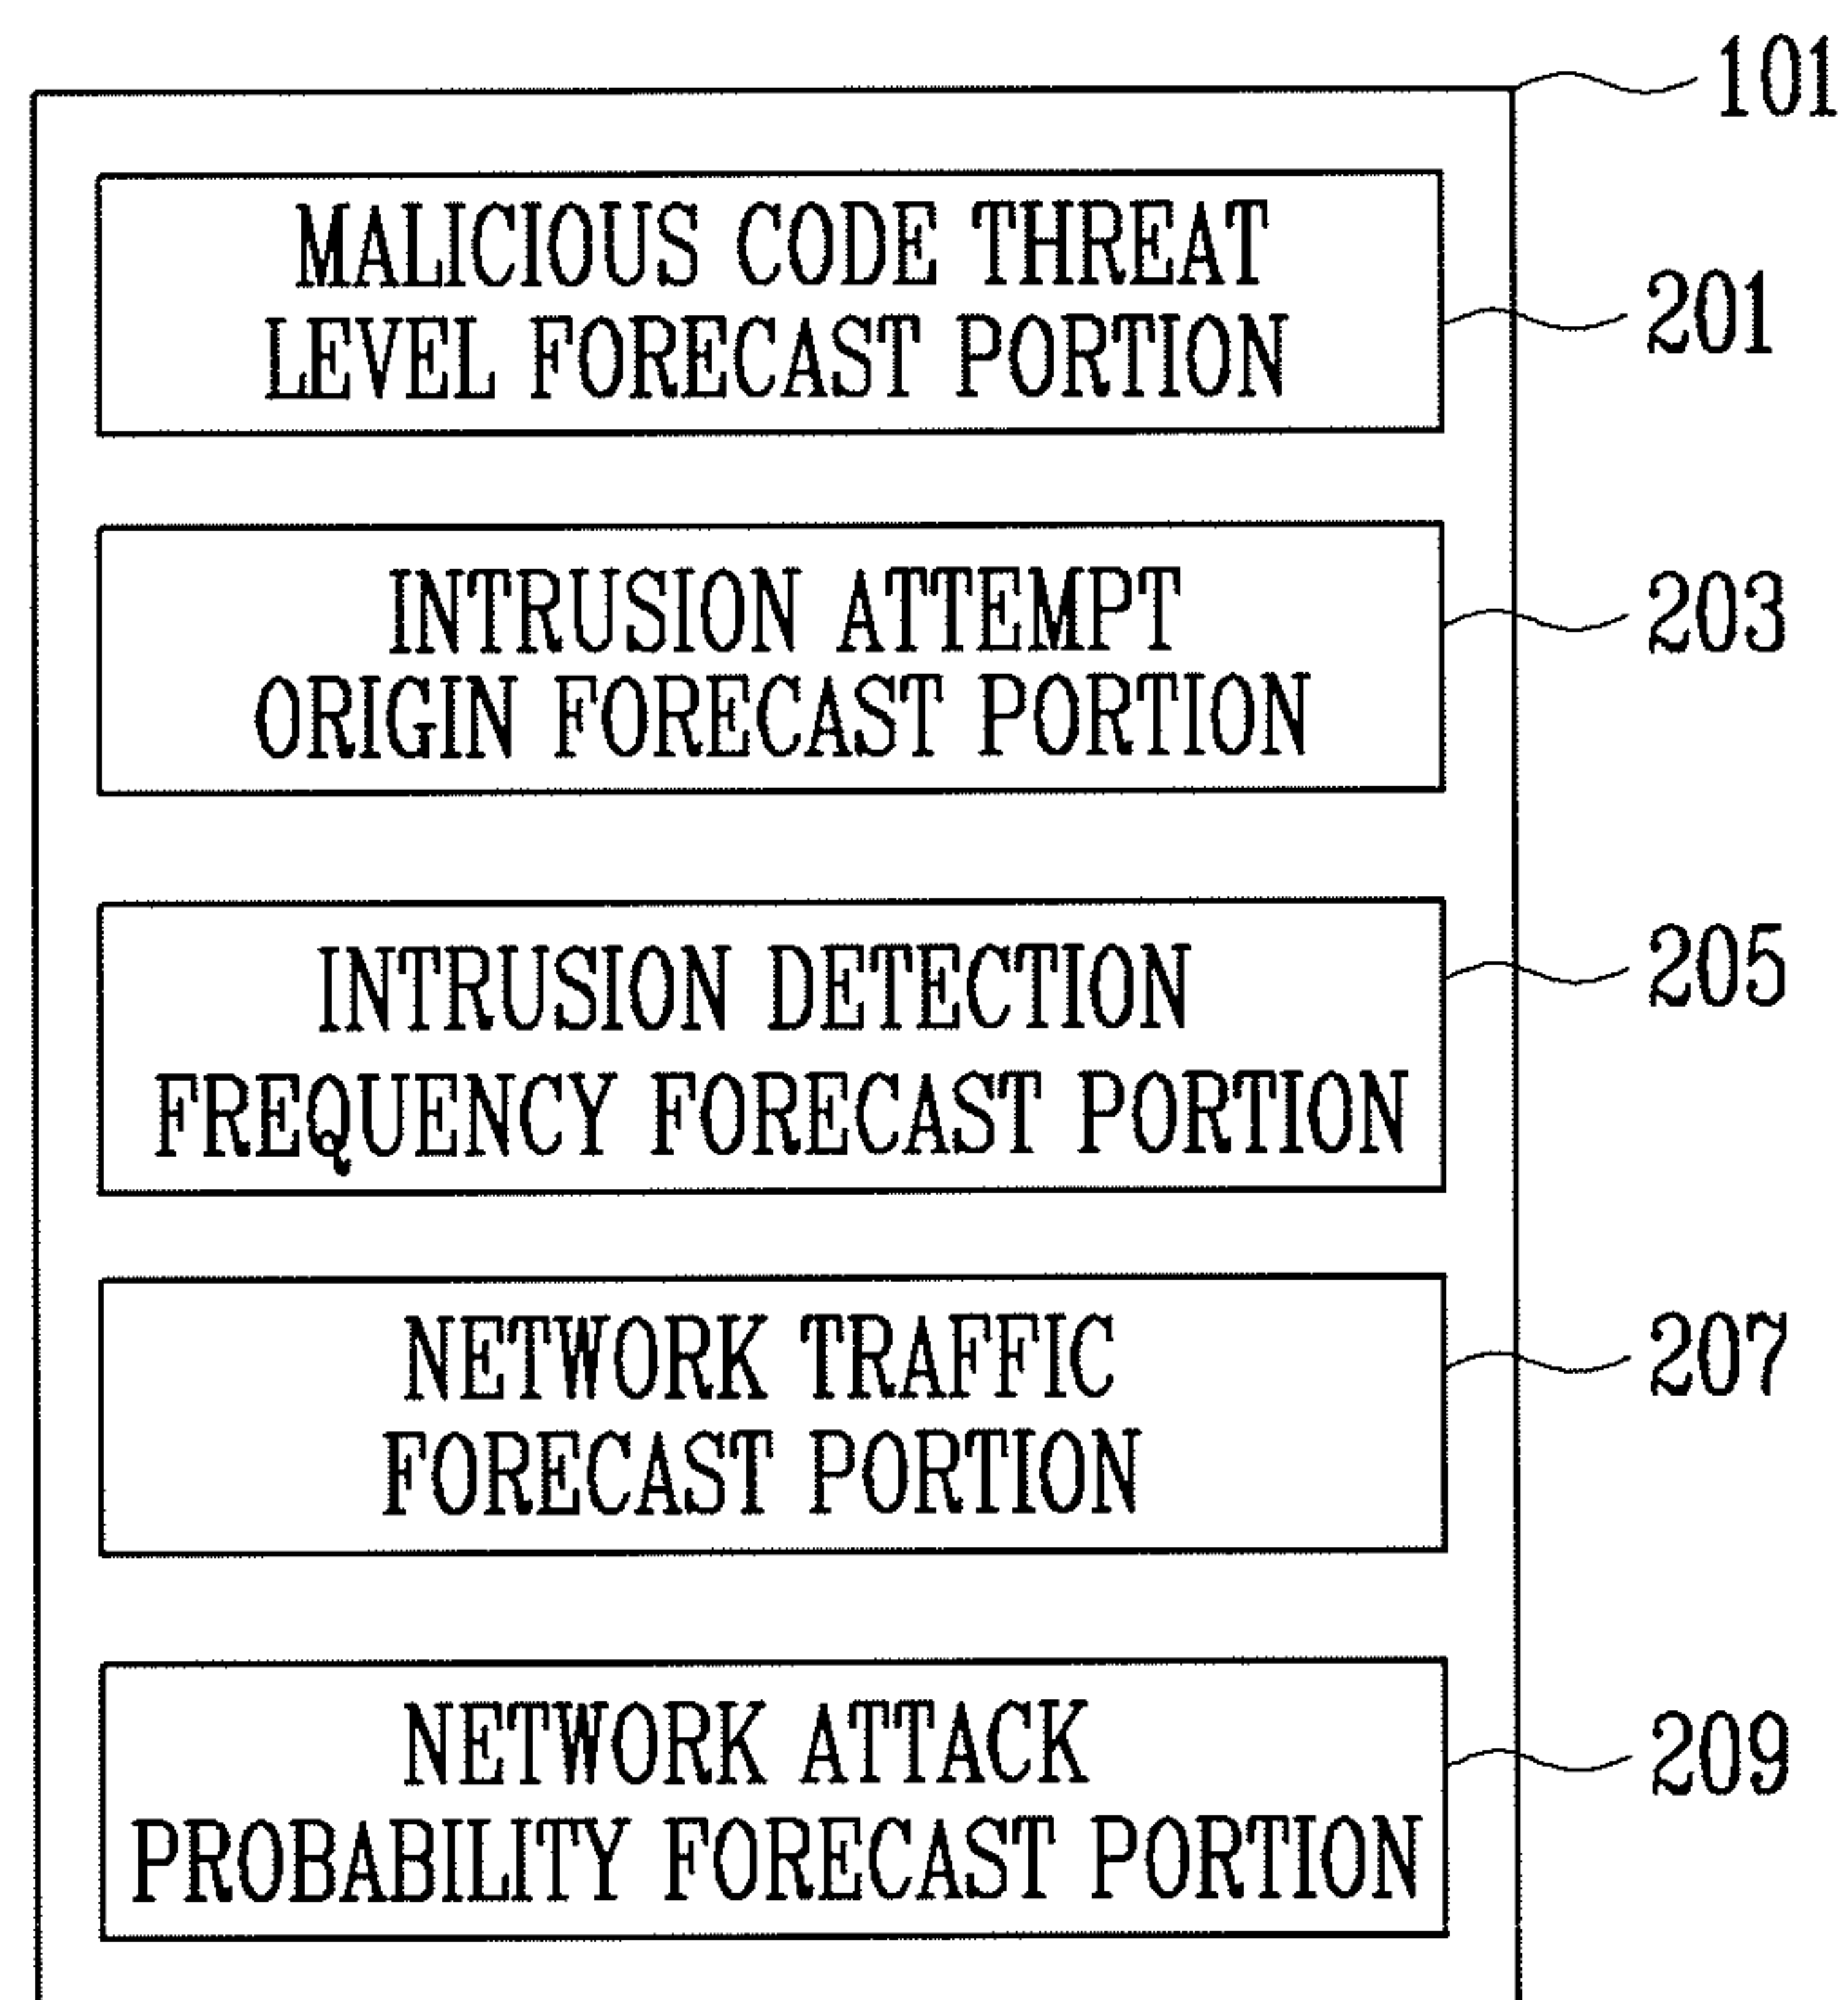 101
MALICIOUS CODE THREAT
LEVEL FORECAST PORTION
201
INTRUSION ATTEMPT
ORIGIN FORECAST PORTION
203
INTRUSION DETECTION
FREQUENCY FORECAST PORTION
205
NETWORK TRAFFIC
FORECAST PORTION
207
NETWORK ATTACK
PROBABILITY FORECAST PORTION
209